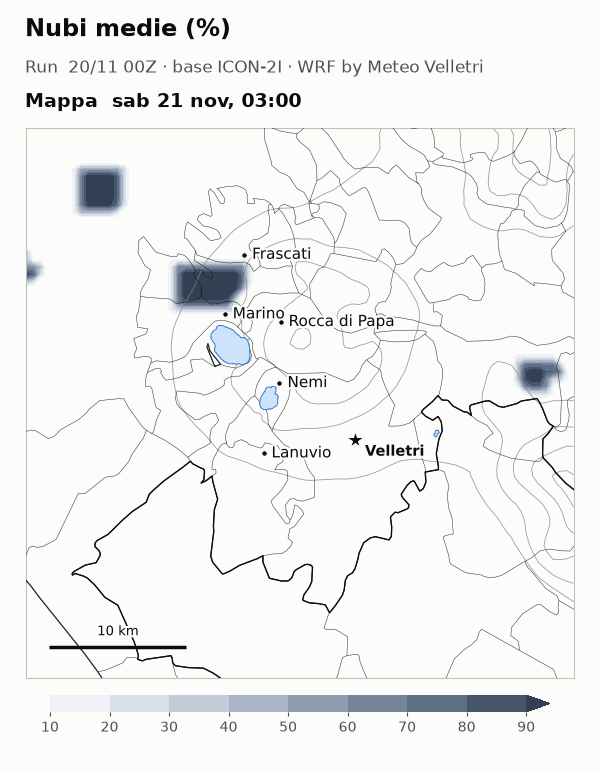 Nubi medie (%)
Run  20/11 00Z · base ICON-2I · WRF by Meteo Velletri
Mappa  sab 21 nov, 03:00
Frascati
Marino
Rocca di Papa
Nemi
Velletri
Lanuvio
10 km
10 20 30 40 50 60 70 80 90